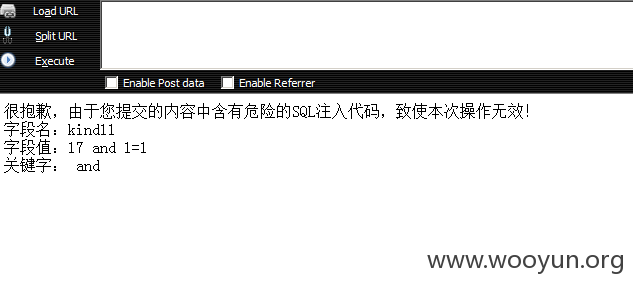 Load URL
Split URL
Execute
Enable Post data
Enable Referrer
很抱歉，由于您提交的内容中含有危险的SQL注入代码，致使本次操作无效!
字段名：kind11
字段值：17 and 1=1
关键字： and
www.wooyun.org